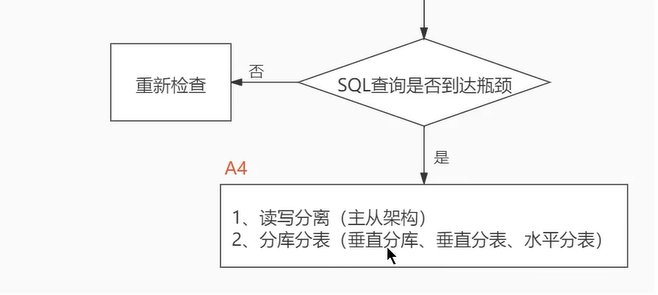 SQL查询是否到达瓶颈
否
重新检查
是
A4
1、读写分离（主从架构）
2、分库分表（垂直分库、垂直分表、水平分表）